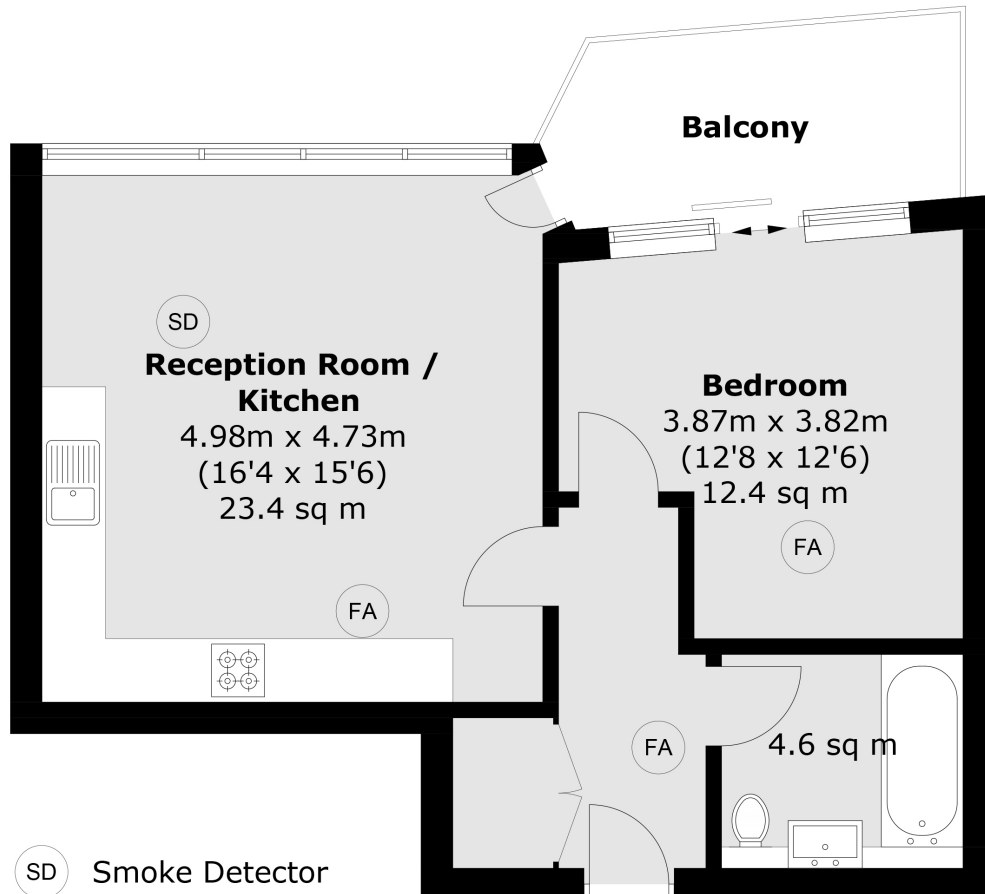 Balcony
SD
Reception Room /
Kitchen
4.98m x 4.73m
(16'4 x 15'6)
23.4 sq m
Bedroom
3.87m x 3.82m
(12'8 x 12'6)
12.4 sq m
FA
FA
FA
4.6 sq m
SD Smoke Detector